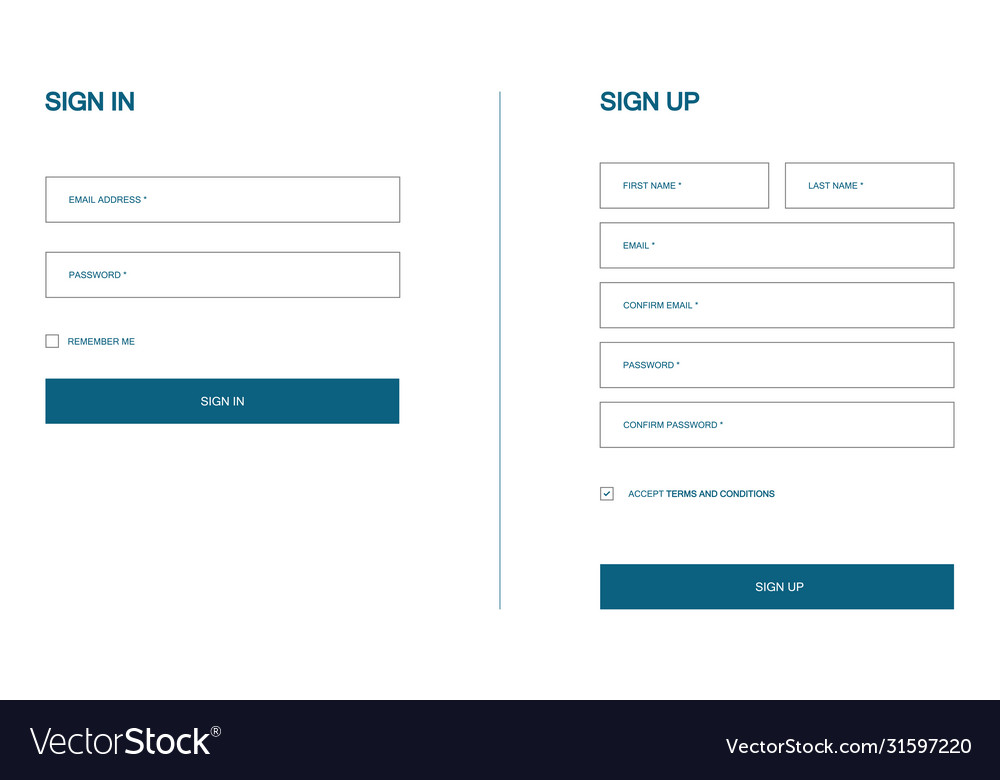 SIGN IN
EMAIL ADDRESS *
PASSWORD *
REMEMBER ME
SIGN IN
SIGN UP
FIRST NAME *
LAST NAME *
EMAIL *
CONFIRM EMAIL *
PASSWORD *
CONFIRM PASSWORD *
ACCEPT TERMS AND CONDITIONS
SIGN UP
VectorStock®
VectorStock.com/31597220